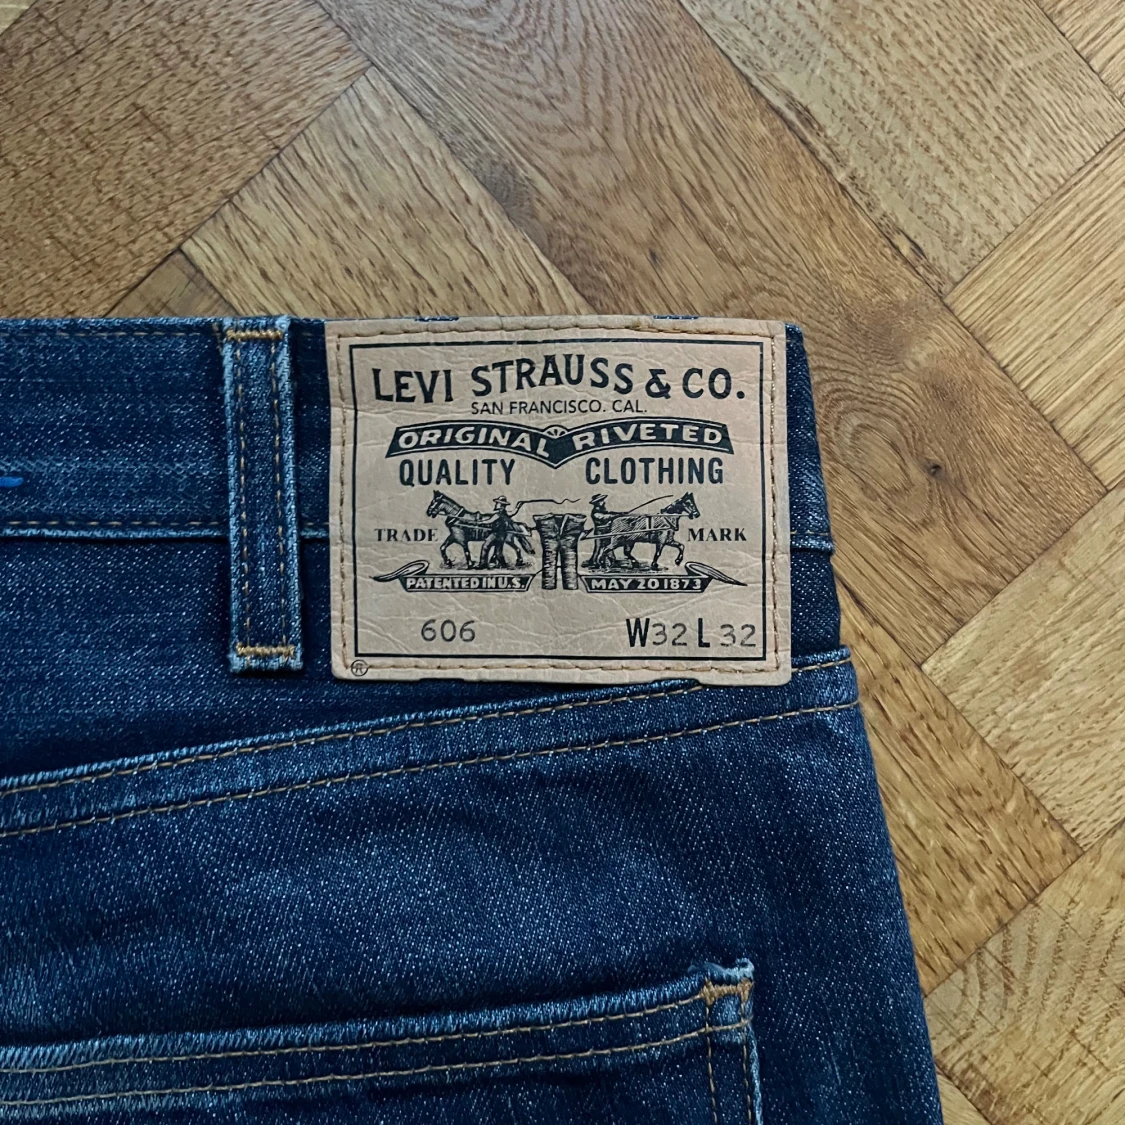 LEVI STRAUSS & CO.
SAN FRANCISCO. CAL.
ORIGINAL RIVETED
QUALITY CLOTHING
TRADE MARK
PATENTED IN U.S. MAY 20 1873
606 W32 L 32
®